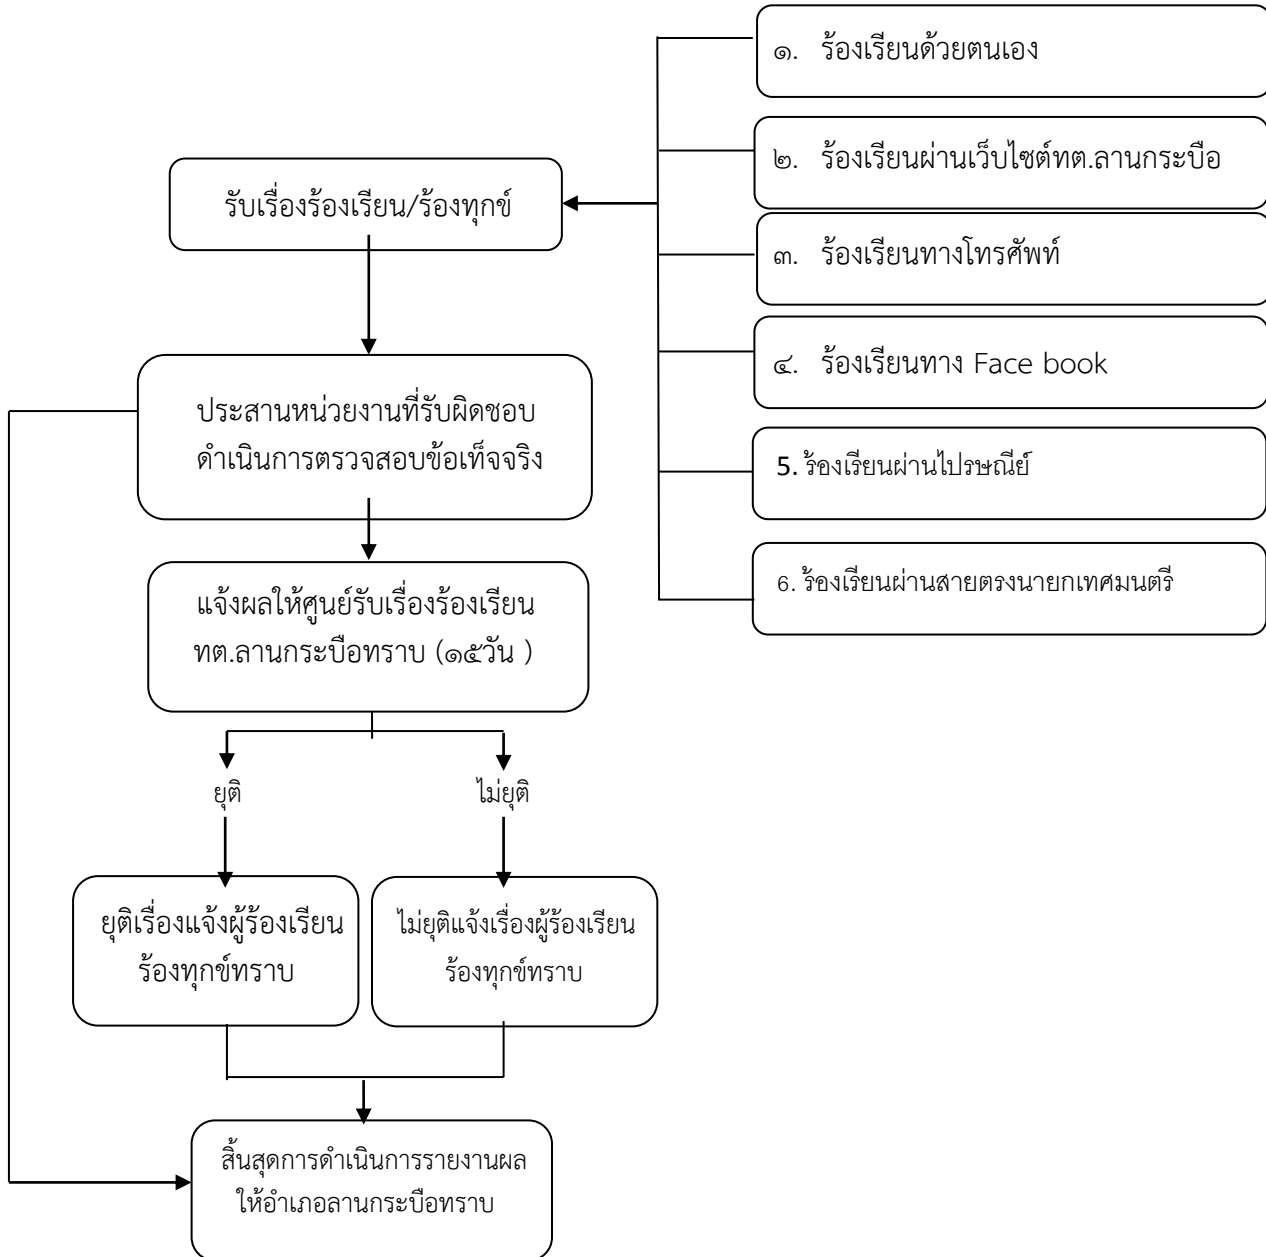 ๑. ร้องเรียนด้วยตนเอง
๒. ร้องเรียนผ่านเว็บไซต์ทต.ลานกระบือ
รับเรื่องร้องเรียน/ร้องทุกข์
๓. ร้องเรียนทางโทรศัพท์
๔. ร้องเรียนทาง Face book
ประสานหน่วยงานที่รับผิดชอบ
ดำเนินการตรวจสอบข้อเท็จจริง
5. ร้องเรียนผ่านไปรษณีย์
6. ร้องเรียนผ่านสายตรงนายกเทศมนตรี
แจ้งผลให้ศูนย์รับเรื่องร้องเรียน
ทต.ลานกระบือทราบ (๑๕วัน )
ยุติ
ไม่ยุติ
ยุติเรื่องแจ้งผู้ร้องเรียน
ร้องทุกข์ทราบ
ไม่ยุติแจ้งเรื่องผู้ร้องเรียน
ร้องทุกข์ทราบ
สิ้นสุดการดำเนินการรายงานผล
ให้อำเภอลานกระบือทราบ